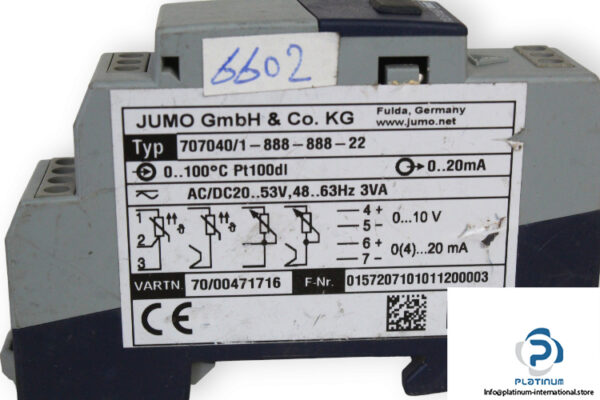 6602
JUMO GmbH & Co. KG
Fulda, Germany
www.jumo.net
Typ 707040/1-888-888-22
0..100°C Pt100dl
0..20mA
AC/DC20..53V,48..63Hz 3VA
1
2
3
ϑ
ϑ
4 +
5 -
0...10 V
6 +
7 -
0(4)...20 mA
VARTN. 70/00471716 F-Nr. 0157207101011200003
CE
PLATINUM
Info@platinum-international.store